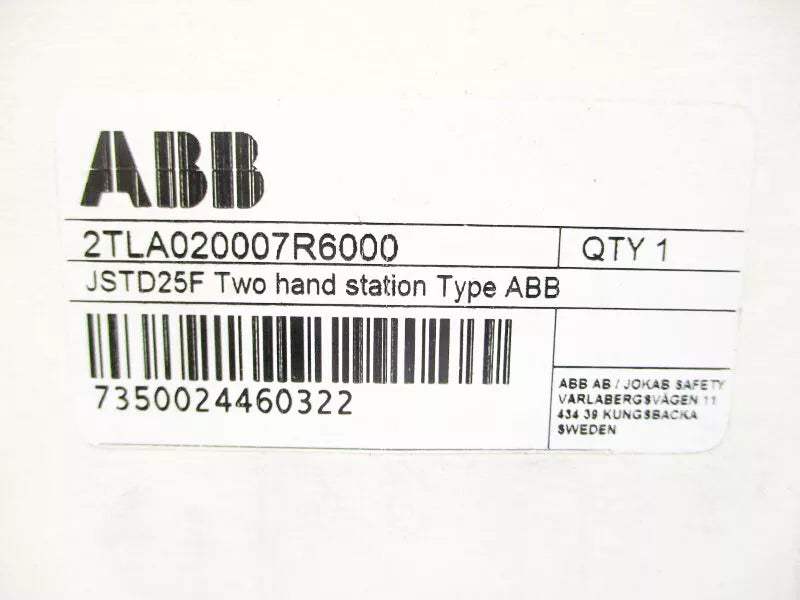 ABB
2TLA020007R6000
QTY 1
JSTD25F Two hand station Type ABB
7350024460322
ABB AB / JOKAB SAFETY
VARLABERGSVÄGEN 11
434 39 KUNGSBACKA
SWEDEN